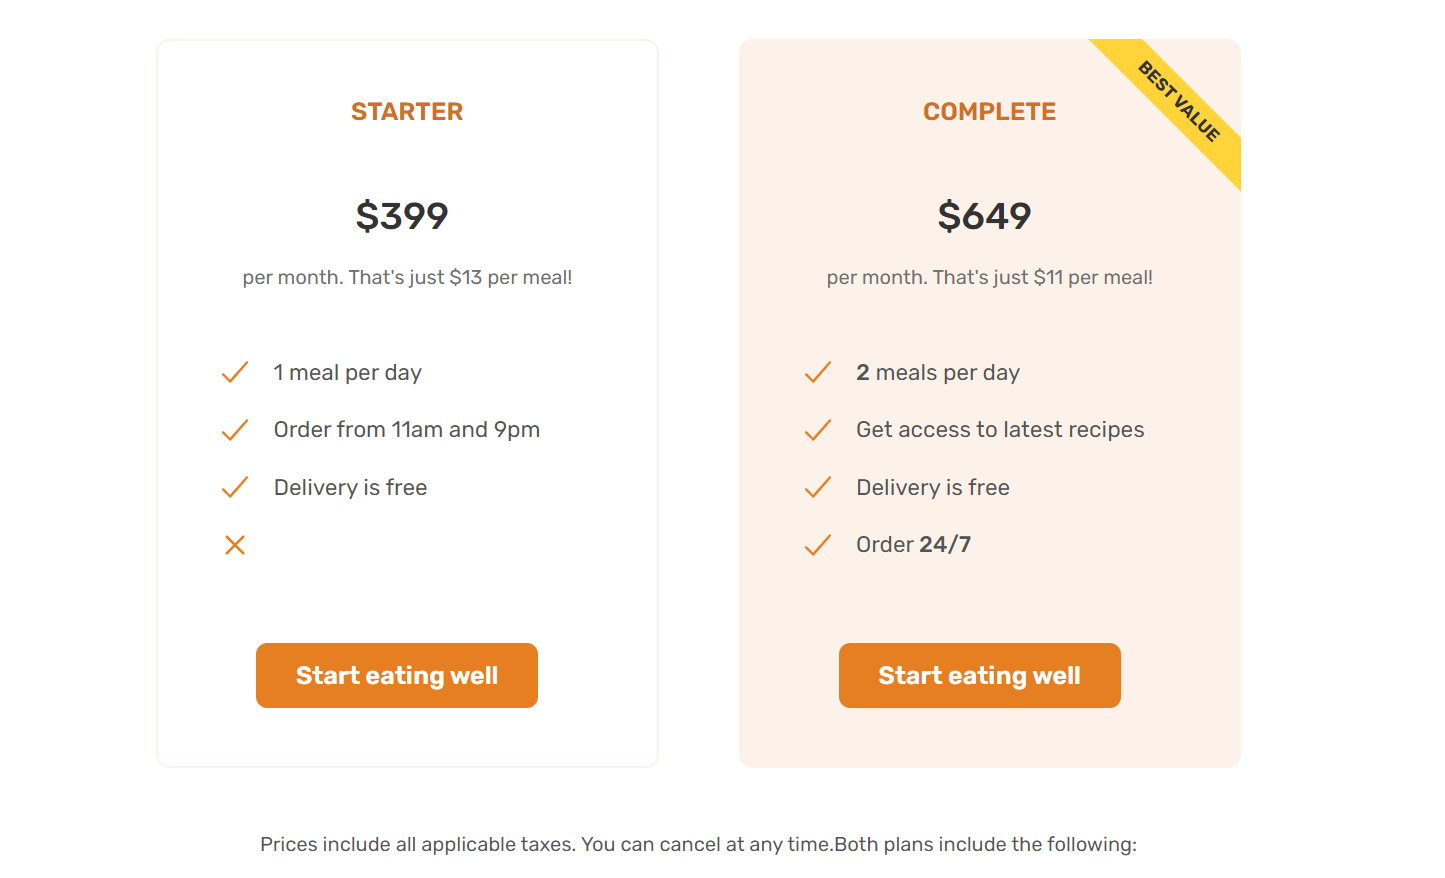 STARTER
$399
per month. That's just $13 per meal!
1 meal per day
Order from 11am and 9pm
Delivery is free
Start eating well
BEST VALUE
COMPLETE
$649
per month. That's just $11 per meal!
2 meals per day
Get access to latest recipes
Delivery is free
Order 24/7
Start eating well
Prices include all applicable taxes. You can cancel at any time.Both plans include the following: